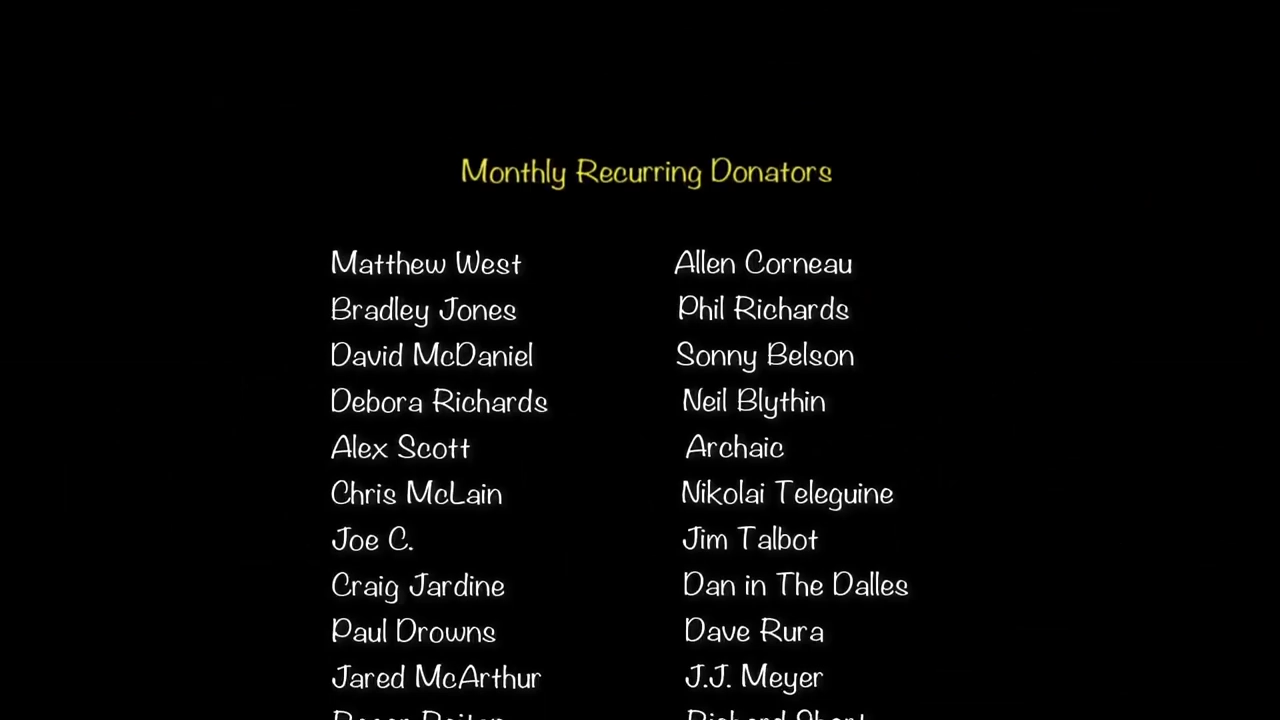 Monthly Recurring Donators
Matthew West Allen Corneau
Bradley Jones Phil Richards
David McDaniel Sonny Belson
Debora Richards Neil Blythin
Alex Scott Archaic
Chris McLain Nikolai Teleguine
Joe C. Jim Talbot
Craig Jardine Dan in The Dalles
Paul Drowns Dave Rura
Jared McArthur J.J. Meyer
Richard